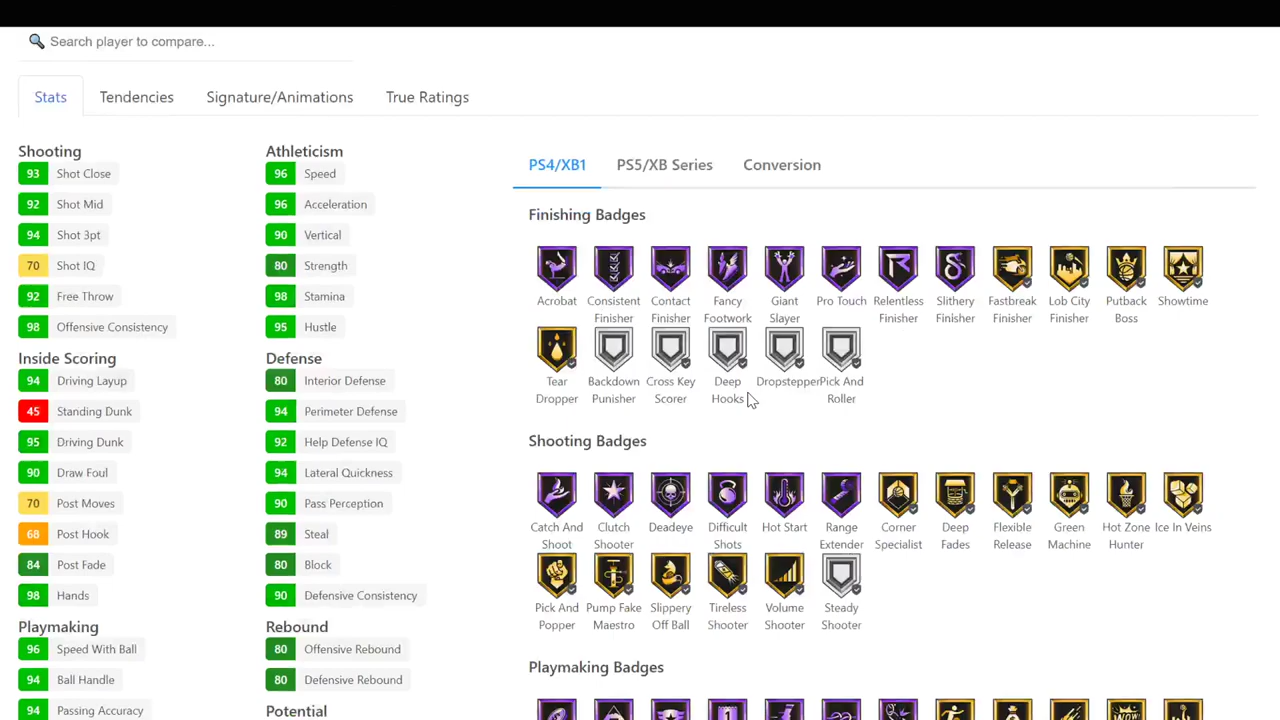 Search player to compare...
Stats Tendencies Signature/Animations True Ratings
Shooting
93 Shot Close
92 Shot Mid
94 Shot 3pt
70 Shot IQ
92 Free Throw
98 Offensive Consistency
Inside Scoring
94 Driving Layup
45 Standing Dunk
95 Driving Dunk
90 Draw Foul
70 Post Moves
68 Post Hook
84 Post Fade
98 Hands
Playmaking
96 Speed With Ball
94 Ball Handle
94 Passing Accuracy
Athleticism
96 Speed
96 Acceleration
90 Vertical
80 Strength
98 Stamina
95 Hustle
Defense
80 Interior Defense
94 Perimeter Defense
92 Help Defense IQ
94 Lateral Quickness
90 Pass Perception
89 Steal
80 Block
90 Defensive Consistency
Rebound
80 Offensive Rebound
80 Defensive Rebound
Potential
PS4/XB1 PS5/XB Series Conversion
Finishing Badges
Acrobat Consistent Contact Fancy Giant Pro Touch Relentless Slithery Fastbreak Lob City Putback Showtime
Finisher Finisher Footwork Slayer Finisher Finisher Finisher Finisher Boss
Tear Backdown Cross Key Deep Dropstepper Pick And
Dropper Punisher Scorer Hooks Roller
Shooting Badges
Catch And Clutch Deadeye Difficult Hot Start Range Corner Deep Flexible Green Hot Zone Ice In Veins
Shoot Shooter Shots Extender Specialist Fades Release Machine Hunter
Pick And Pump Fake Slippery Tireless Volume Steady
Popper Maestro Off Ball Shooter Shooter Shooter
Playmaking Badges